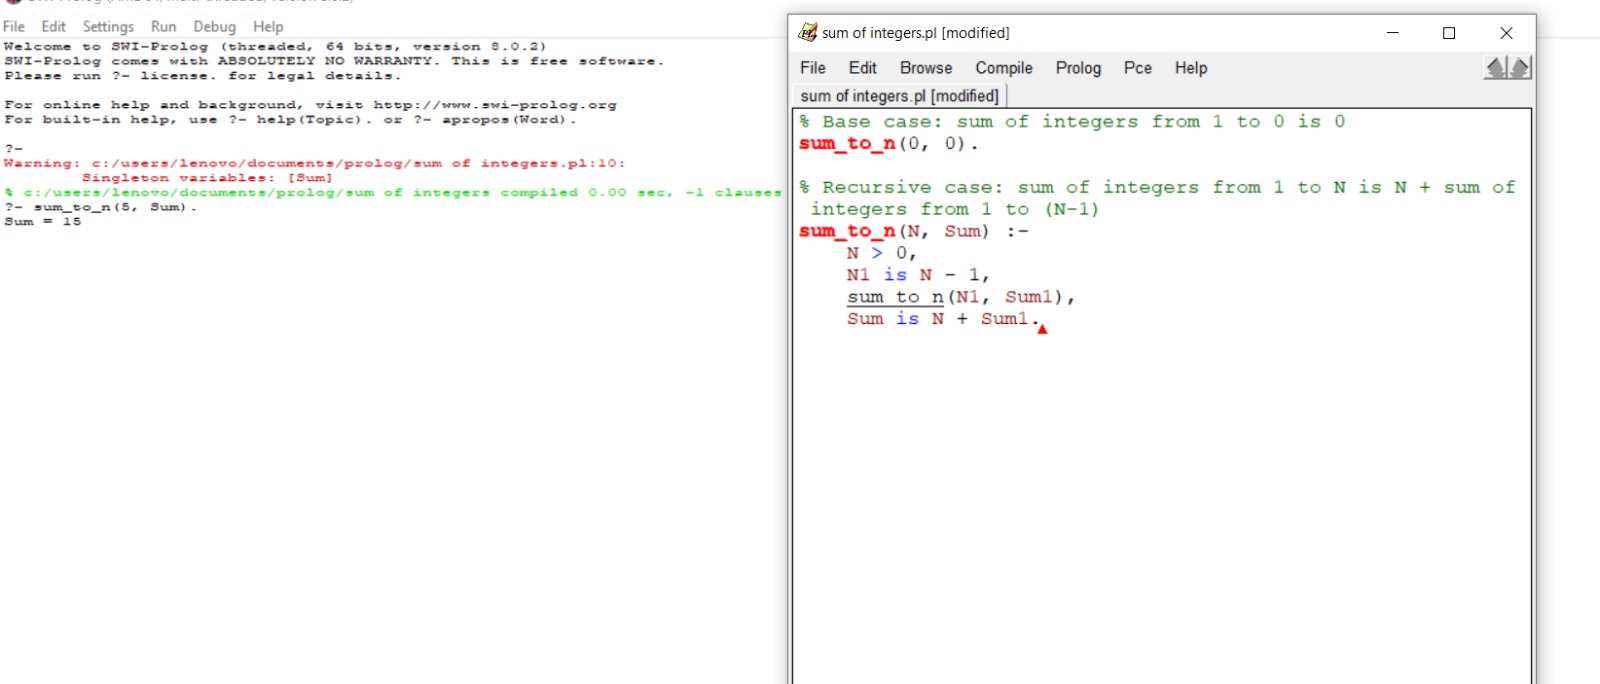 File Edit Settings Run Debug Help
Welcome to SWI-Prolog (threaded, 64 bits, version 8.0.2)
SWI-Prolog comes with ABSOLUTELY NO WARRANTY. This is free software.
Please run ?- license. for legal details.
For online help and background, visit http://www.swi-prolog.org
For built-in help, use ?- help(Topic). or ?- apropos(Word).
?-
Warning: c:/users/lenovo/documents/prolog/sum of integers.pl:10:
Singleton variables: [Sum]
% c:/users/lenovo/documents/prolog/sum of integers compiled 0.00 sec, -1 clauses
?- sum_to_n(5, Sum).
Sum = 15
sum of integers.pl [modified]
File Edit Browse Compile Prolog Pce Help
sum of integers.pl [modified]
% Base case: sum of integers from 1 to 0 is 0
sum_to_n(0, 0).
% Recursive case: sum of integers from 1 to N is N + sum of
integers from 1 to (N-1)
sum_to_n(N, Sum) :-
N > 0,
N1 is N - 1,
sum_to_n(N1, Sum1),
Sum is N + Sum1.